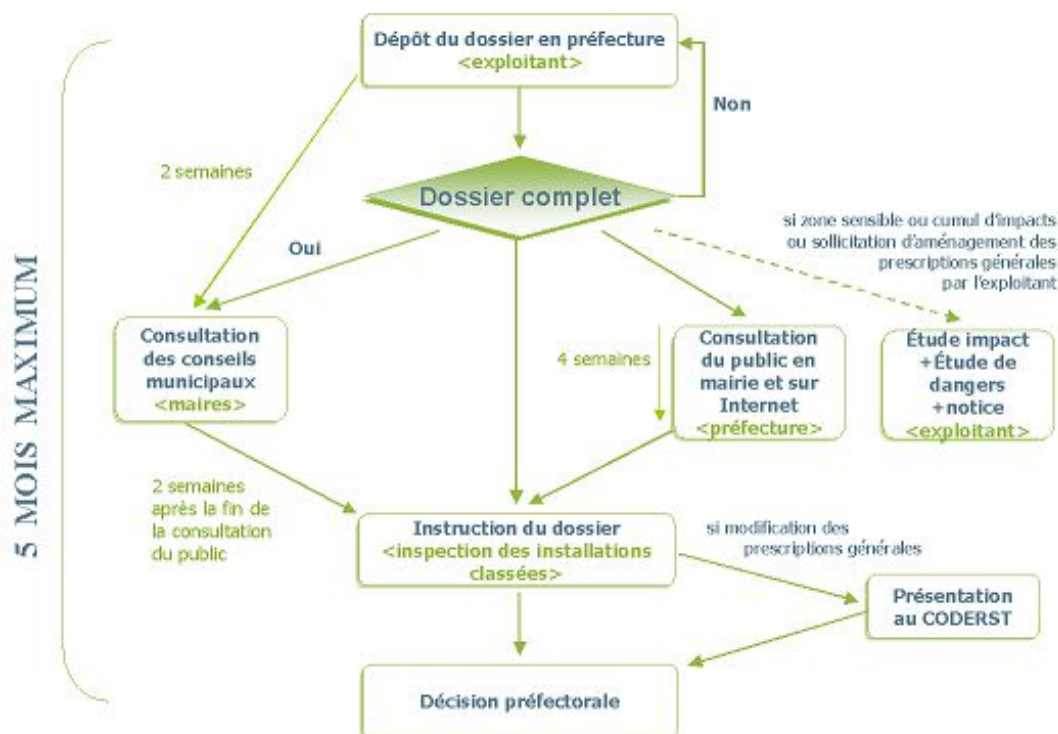 Dépôt du dossier en préfecture
<exploitant>
Non
2 semaines
Dossier complet
Oui
si zone sensible ou cumul d'impacts
ou sollicitation d'aménagement des
prescriptions générales
par l'exploitant
5 MOIS MAXIMUM
Consultation
des conseils
municipaux
<maires>
4 semaines
Consultation
du public en
mairie et sur
Internet
<préfecture>
Étude impact
+Étude de
dangers
+notice
<exploitant>
2 semaines
après la fin de
la consultation
du public
Instruction du dossier
<inspection des installations
classées>
si modification des
prescriptions générales
Présentation
au CODERST
Décision préfectorale